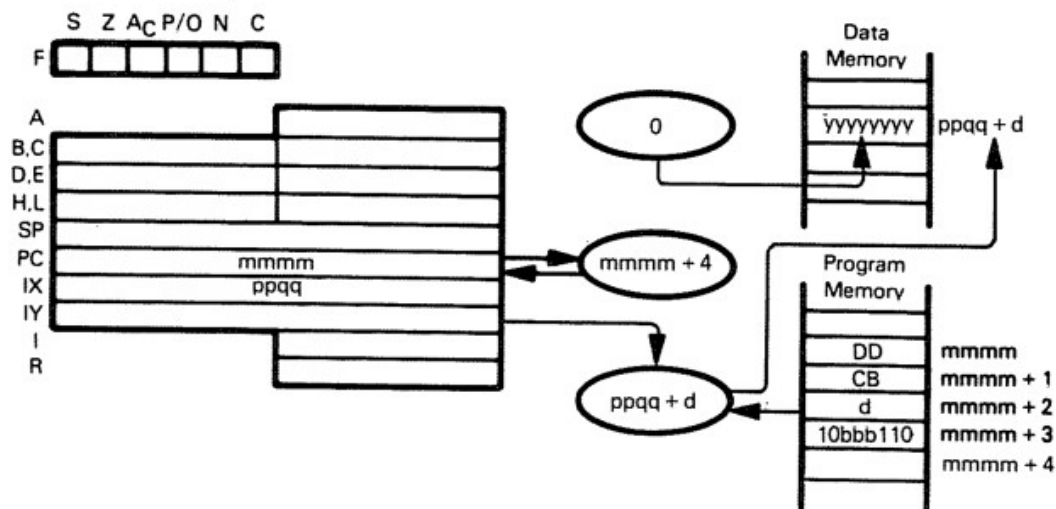 S Z AC P/O N C
F
A
B,C
D,E
H,L
SP
PC mmmm
IX ppqq
IY
I
R
0
mmmm + 4
ppqq + d
Data
Memory
yyyyyyyy ppqq + d
Program
Memory
DD mmmm
CB mmmm + 1
d mmmm + 2
10bbb110 mmmm + 3
mmmm + 4